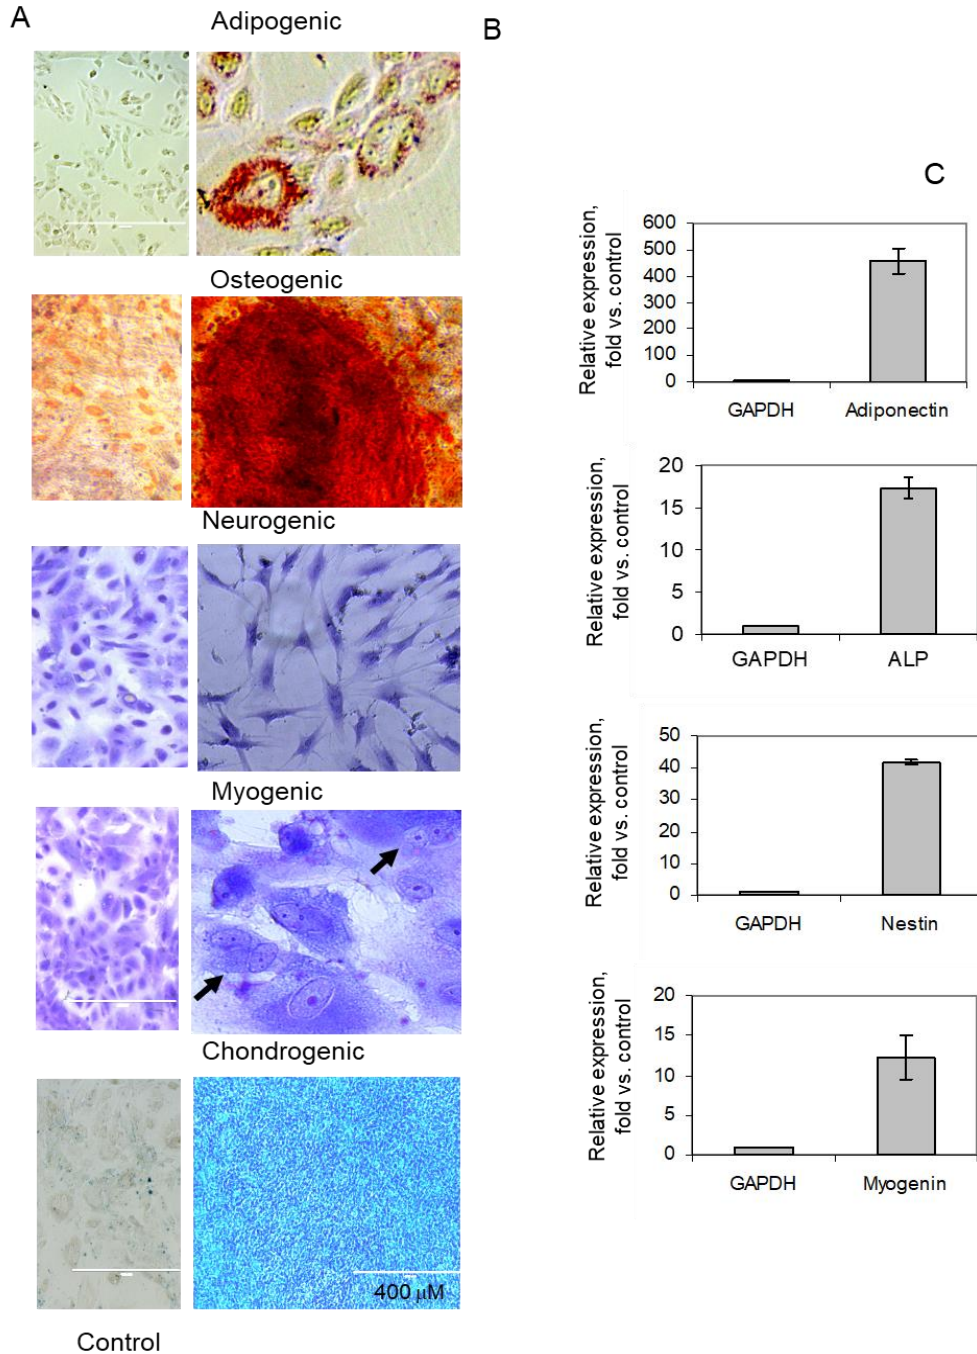 A
Adipogenic
B
Osteogenic
Neurogenic
Myogenic
Chondrogenic
400 μM
Control
C
Relative expression,
fold vs. control
600
500
400
300
200
100
0
GAPDH
Adiponectin
Relative expression,
fold vs. control
20
15
10
5
0
GAPDH
ALP
Relative expression,
fold vs. control
50
40
30
20
10
0
GAPDH
Nestin
Relative expression,
fold vs. control
20
15
10
5
0
GAPDH
Myogenin